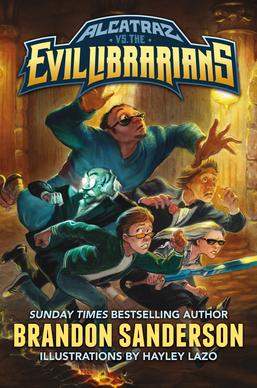 ALCATRAZ
VS. THE
EVIL LIBRARIANS
SUNDAY TIMES BESTSELLING AUTHOR
BRANDON SANDERSON
ILLUSTRATIONS BY HAYLEY LAZO